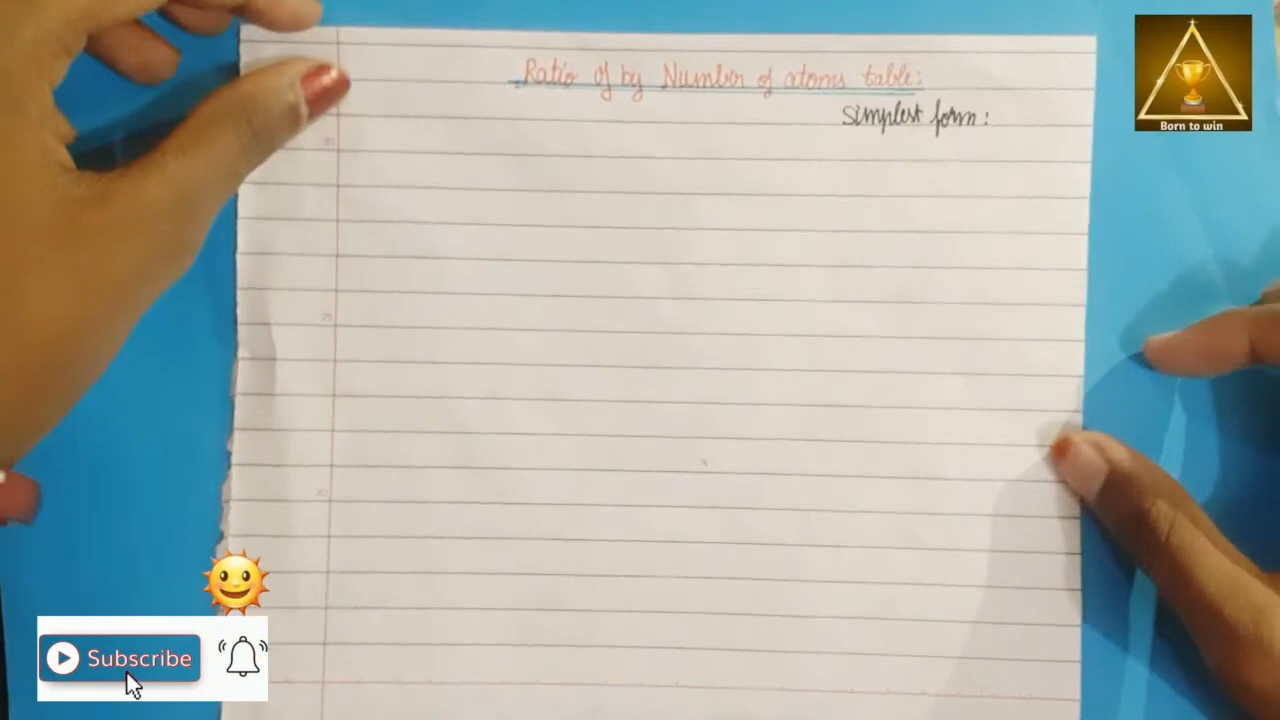 Ratio of by Number of atoms table:
simplest form:
Born to win
Subscribe